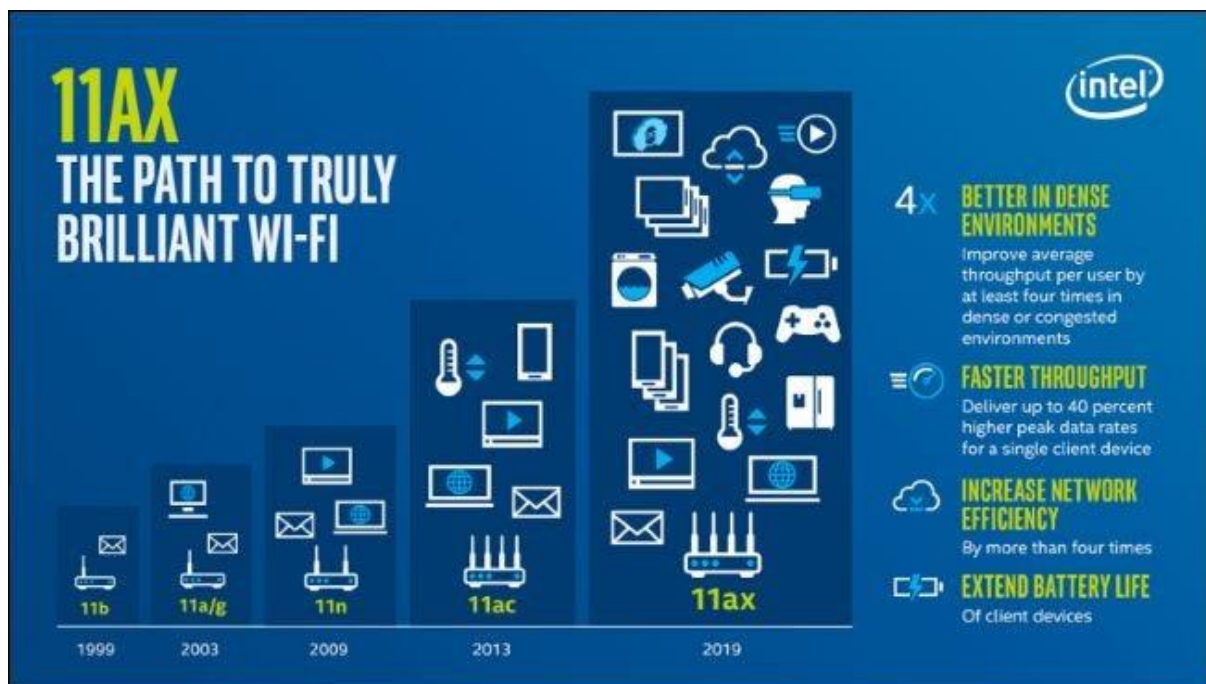 11AX
THE PATH TO TRULY
BRILLIANT WI-FI
intel
4x
BETTER IN DENSE
ENVIRONMENTS
Improve average
throughput per user by
at least four times in
dense or congested
environments
FASTER THROUGHPUT
Deliver up to 40 percent
higher peak data rates
for a single client device
INCREASE NETWORK
EFFICIENCY
By more than four times
EXTEND BATTERY LIFE
Of client devices
11b
11a/g
11n
11ac
11ax
1999
2003
2009
2013
2019